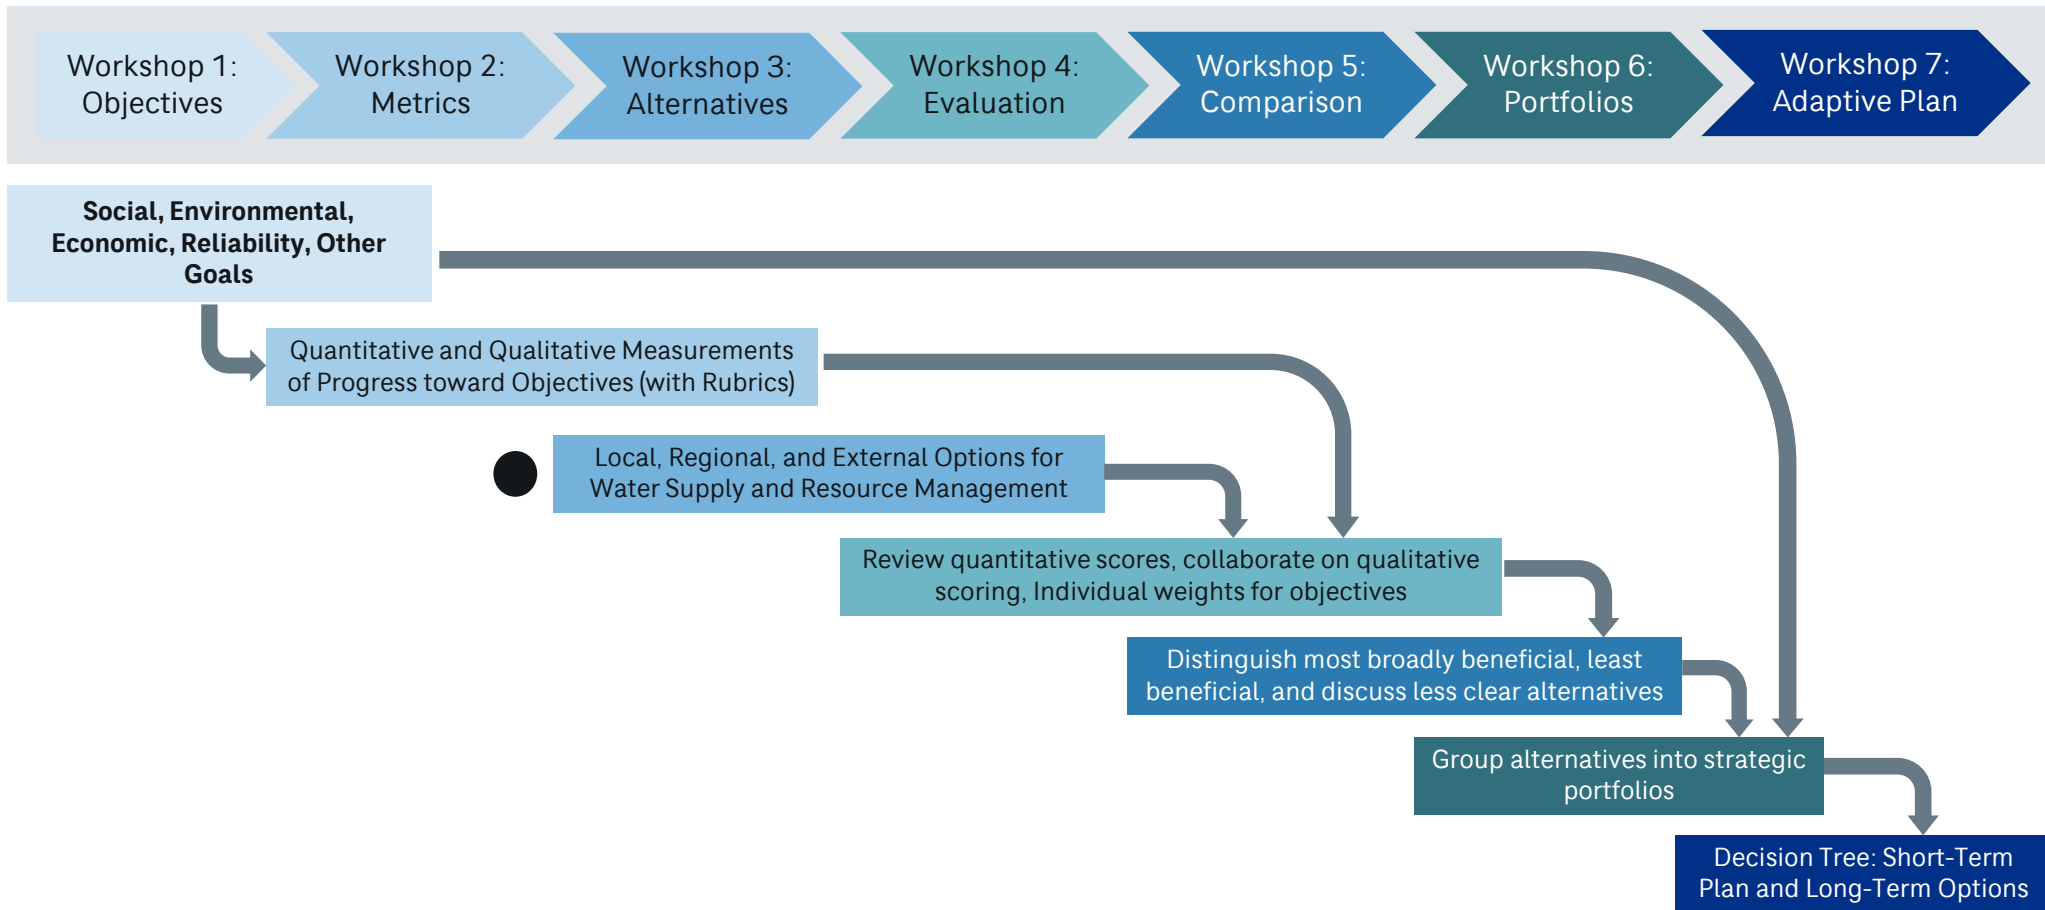 Workshop 1:
Objectives
Workshop 2:
Metrics
Workshop 3:
Alternatives
Workshop 4:
Evaluation
Workshop 5:
Comparison
Workshop 6:
Portfolios
Workshop 7:
Adaptive Plan
Social, Environmental,
Economic, Reliability, Other
Goals
Quantitative and Qualitative Measurements
of Progress toward Objectives (with Rubrics)
Local, Regional, and External Options for
Water Supply and Resource Management
Review quantitative scores, collaborate on qualitative
scoring, Individual weights for objectives
Distinguish most broadly beneficial, least
beneficial, and discuss less clear alternatives
Group alternatives into strategic
portfolios
Decision Tree: Short-Term
Plan and Long-Term Options